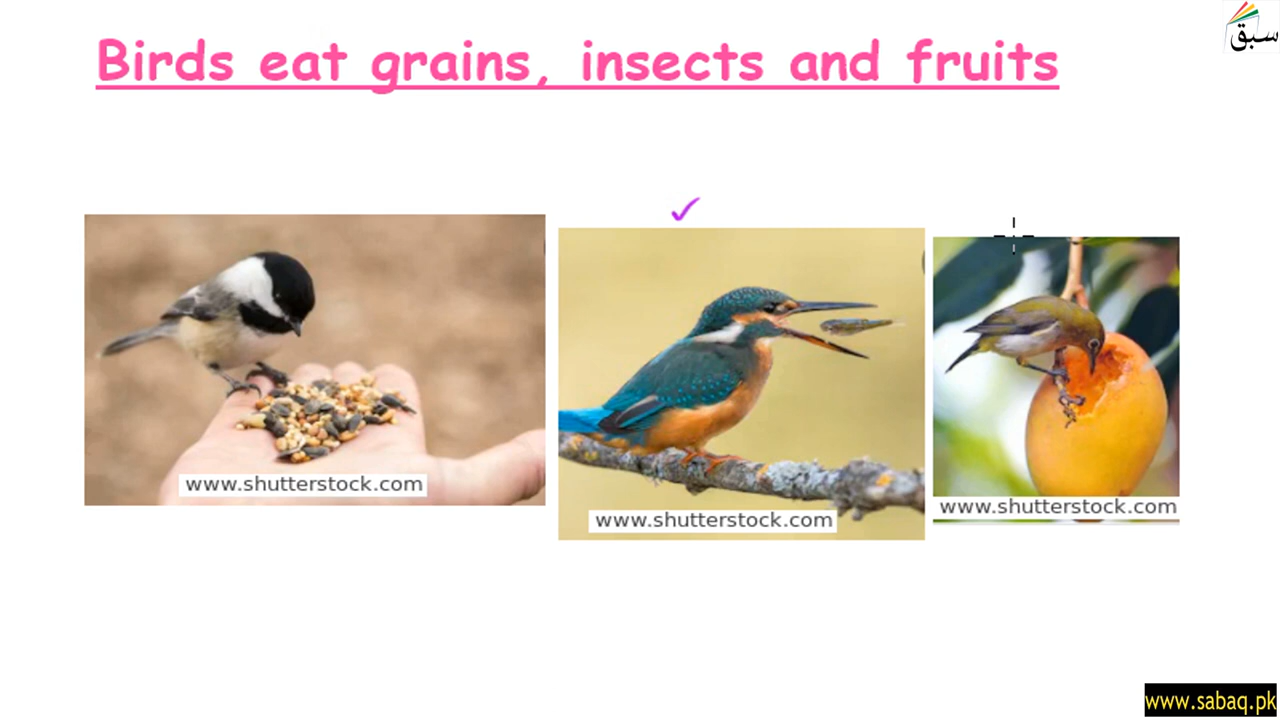 سبق
Birds eat grains, insects and fruits
www.shutterstock.com
www.shutterstock.com
www.shutterstock.com
www.sabaq.pk